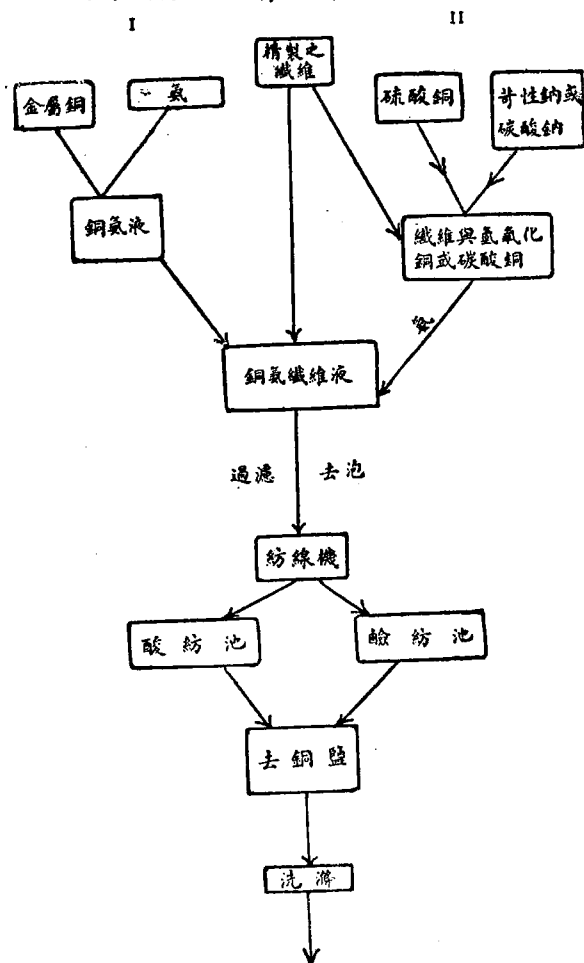 I
II
金屬銅
氨
精製之
纖維
硫酸銅
苛性鈉或
碳酸鈉
銅氨液
纖維與氫氧化
銅或碳酸銅
氨
銅氨纖維液
過濾
去泡
紡線機
酸紡池
鹼紡池
去銅鹽
洗滌